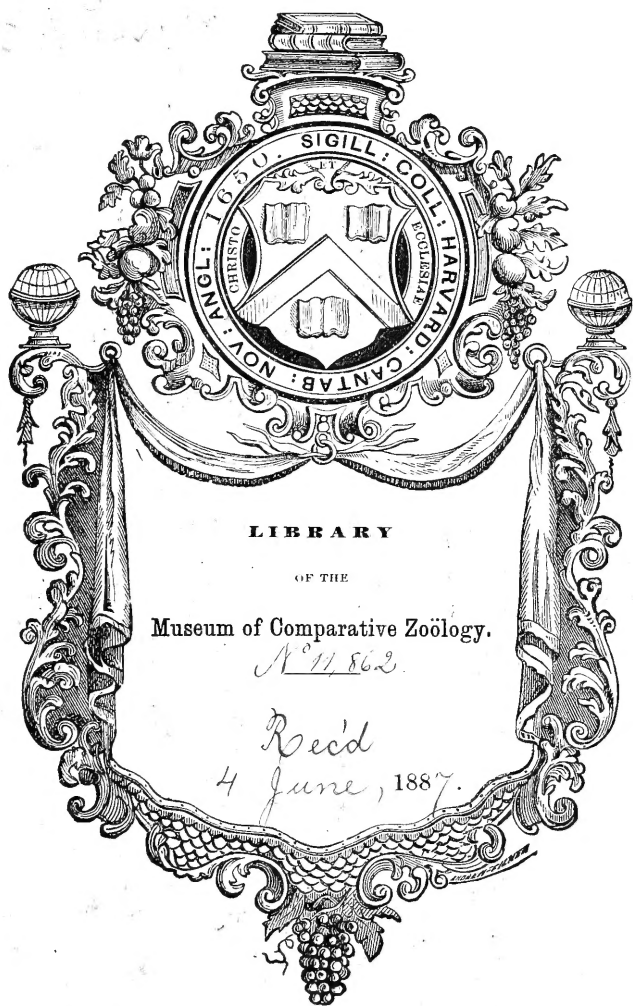 SIGILL: COLL: HARVARD: CANTAB: NOV: ANGL: 1650.
CHRISTO ET ECCLESIAE
LIBRARY
OF THE
Museum of Comparative Zoölogy.
No 11,862.
Rec'd
4 June, 1887.